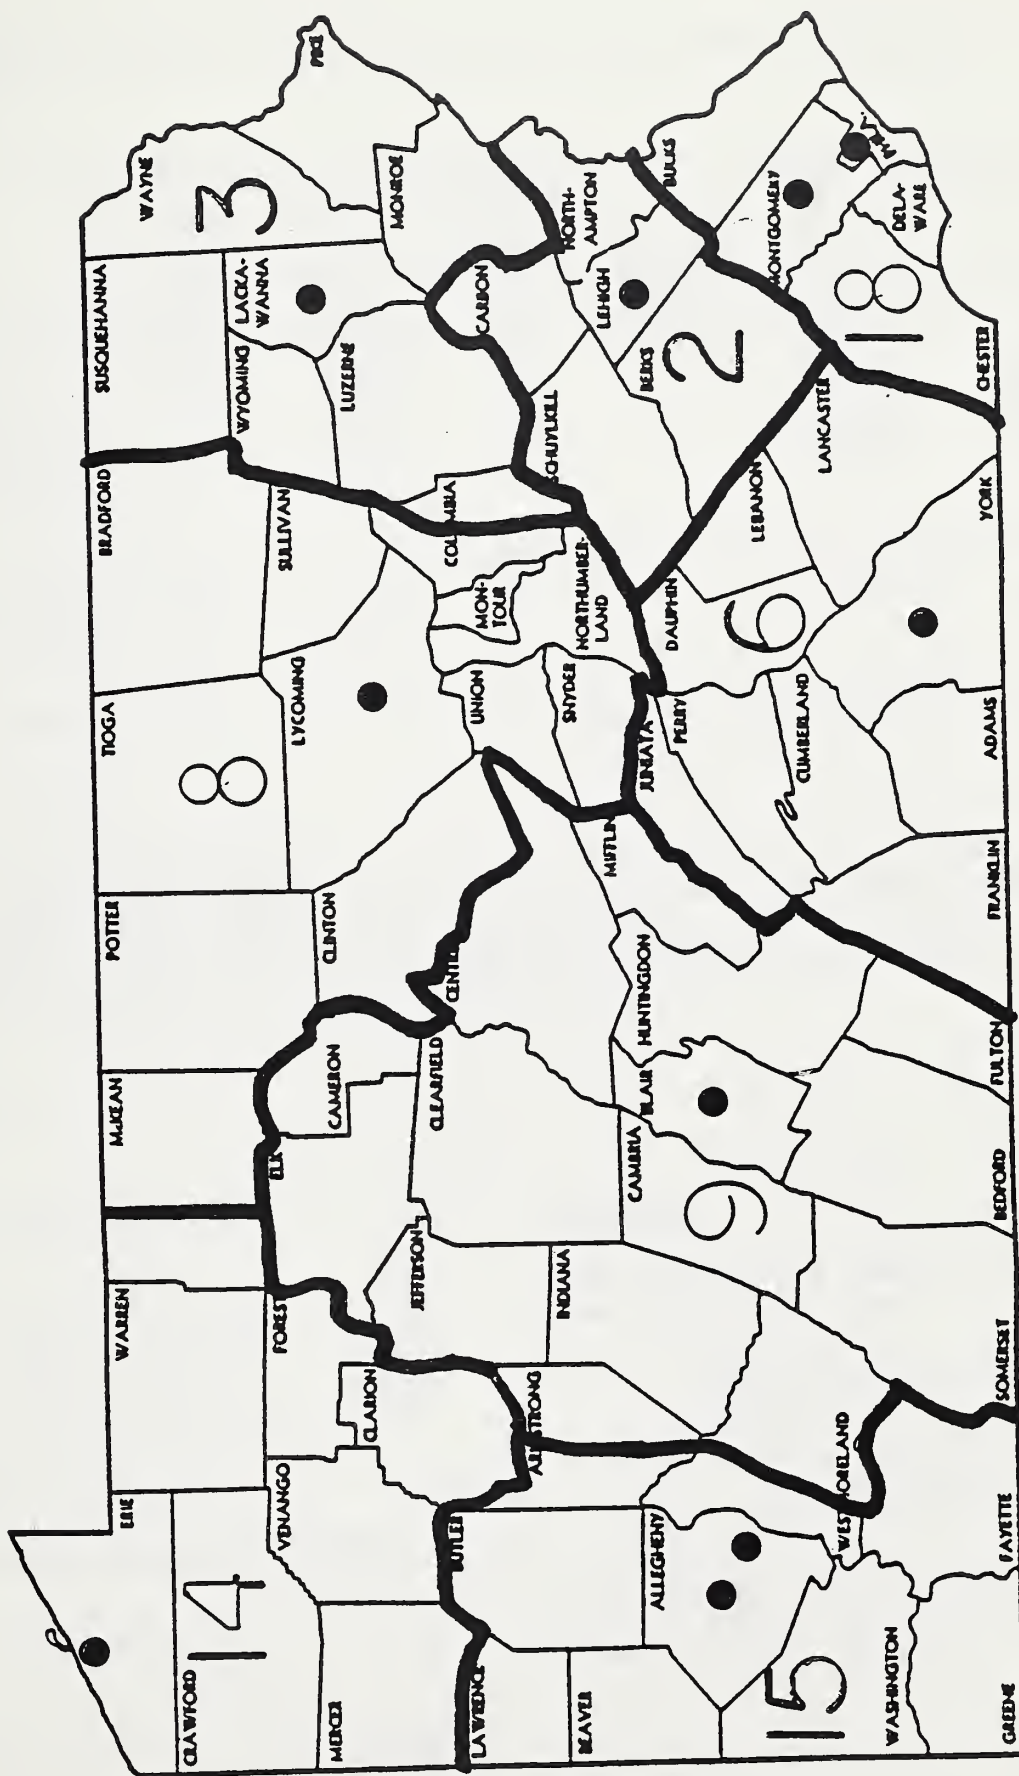 ERIE
CRAWFORD
14
MERCER
VENANGO
WARREN
FOREST
CLARION
BUTLER
LAWRENCE
BEAVER
ALLEGHENY
15
WASHINGTON
GREENE
FAYETTE
WESTMORELAND
ARMSTRONG
INDIANA
JEFFERSON
SOMERSET
McKEAN
ELK
CAMERON
CLEARFIELD
CAMBRIA
9
BLAIR
BEDFORD
FULTON
HUNTINGDON
POTTER
CLINTON
CENTRE
MIFFLIN
JUNIATA
FRANKLIN
TIOGA
8
LYCOMING
UNION
SNYDER
PERRY
CUMBERLAND
ADAMS
BRADFORD
SULLIVAN
COLUMBIA
MON-
TOUR
NORTHUMBER-
LAND
DAUPHIN
6
LEBANON
LANCASTER
YORK
SUSQUEHANNA
WYOMING
LACKA-
WANNA
LUZERNE
WAYNE
3
PIKE
MONROE
CARBON
SCHUYLKILL
NORTH-
AMPTON
LEHIGH
BERKS
2
BUCKS
MONTGOMERY
DELA-
WARE
18
CHESTER